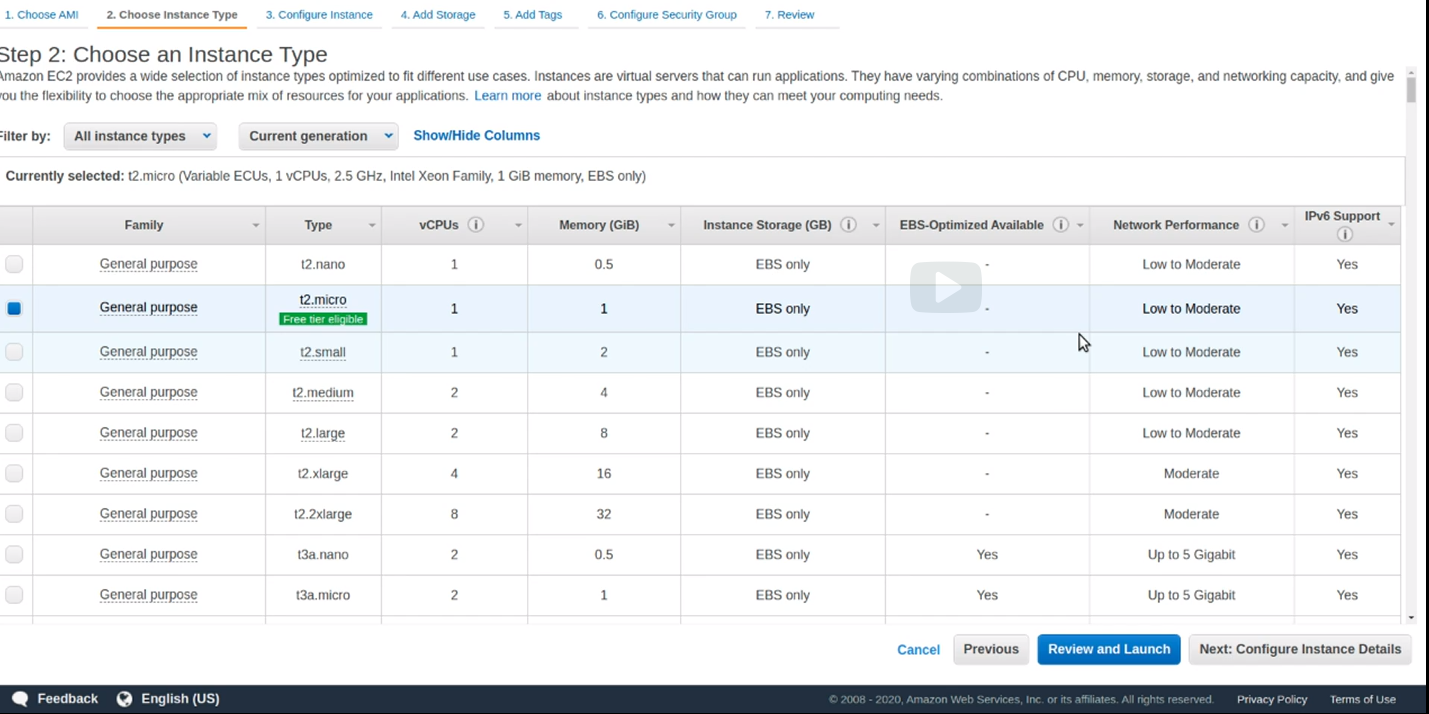 1. Choose AMI 2. Choose Instance Type 3. Configure Instance 4. Add Storage 5. Add Tags 6. Configure Security Group 7. Review
Step 2: Choose an Instance Type
Amazon EC2 provides a wide selection of instance types optimized to fit different use cases. Instances are virtual servers that can run applications. They have varying combinations of CPU, memory, storage, and networking capacity, and give
you the flexibility to choose the appropriate mix of resources for your applications. Learn more about instance types and how they can meet your computing needs.
Filter by: All instance types Current generation Show/Hide Columns
Currently selected: t2.micro (Variable ECUs, 1 vCPUs, 2.5 GHz, Intel Xeon Family, 1 GiB memory, EBS only)
Family Type vCPUs Memory (GiB) Instance Storage (GB) EBS-Optimized Available Network Performance IPv6 Support
General purpose t2.nano 1 0.5 EBS only - Low to Moderate Yes
General purpose t2.micro 1 1 EBS only - Low to Moderate Yes
Free tier eligible
General purpose t2.small 1 2 EBS only - Low to Moderate Yes
General purpose t2.medium 2 4 EBS only - Low to Moderate Yes
General purpose t2.large 2 8 EBS only - Low to Moderate Yes
General purpose t2.xlarge 4 16 EBS only - Moderate Yes
General purpose t2.2xlarge 8 32 EBS only - Moderate Yes
General purpose t3a.nano 2 0.5 EBS only Yes Up to 5 Gigabit Yes
General purpose t3a.micro 2 1 EBS only Yes Up to 5 Gigabit Yes
Cancel Previous Review and Launch Next: Configure Instance Details
Feedback English (US) © 2008 - 2020, Amazon Web Services, Inc. or its affiliates. All rights reserved. Privacy Policy Terms of Use